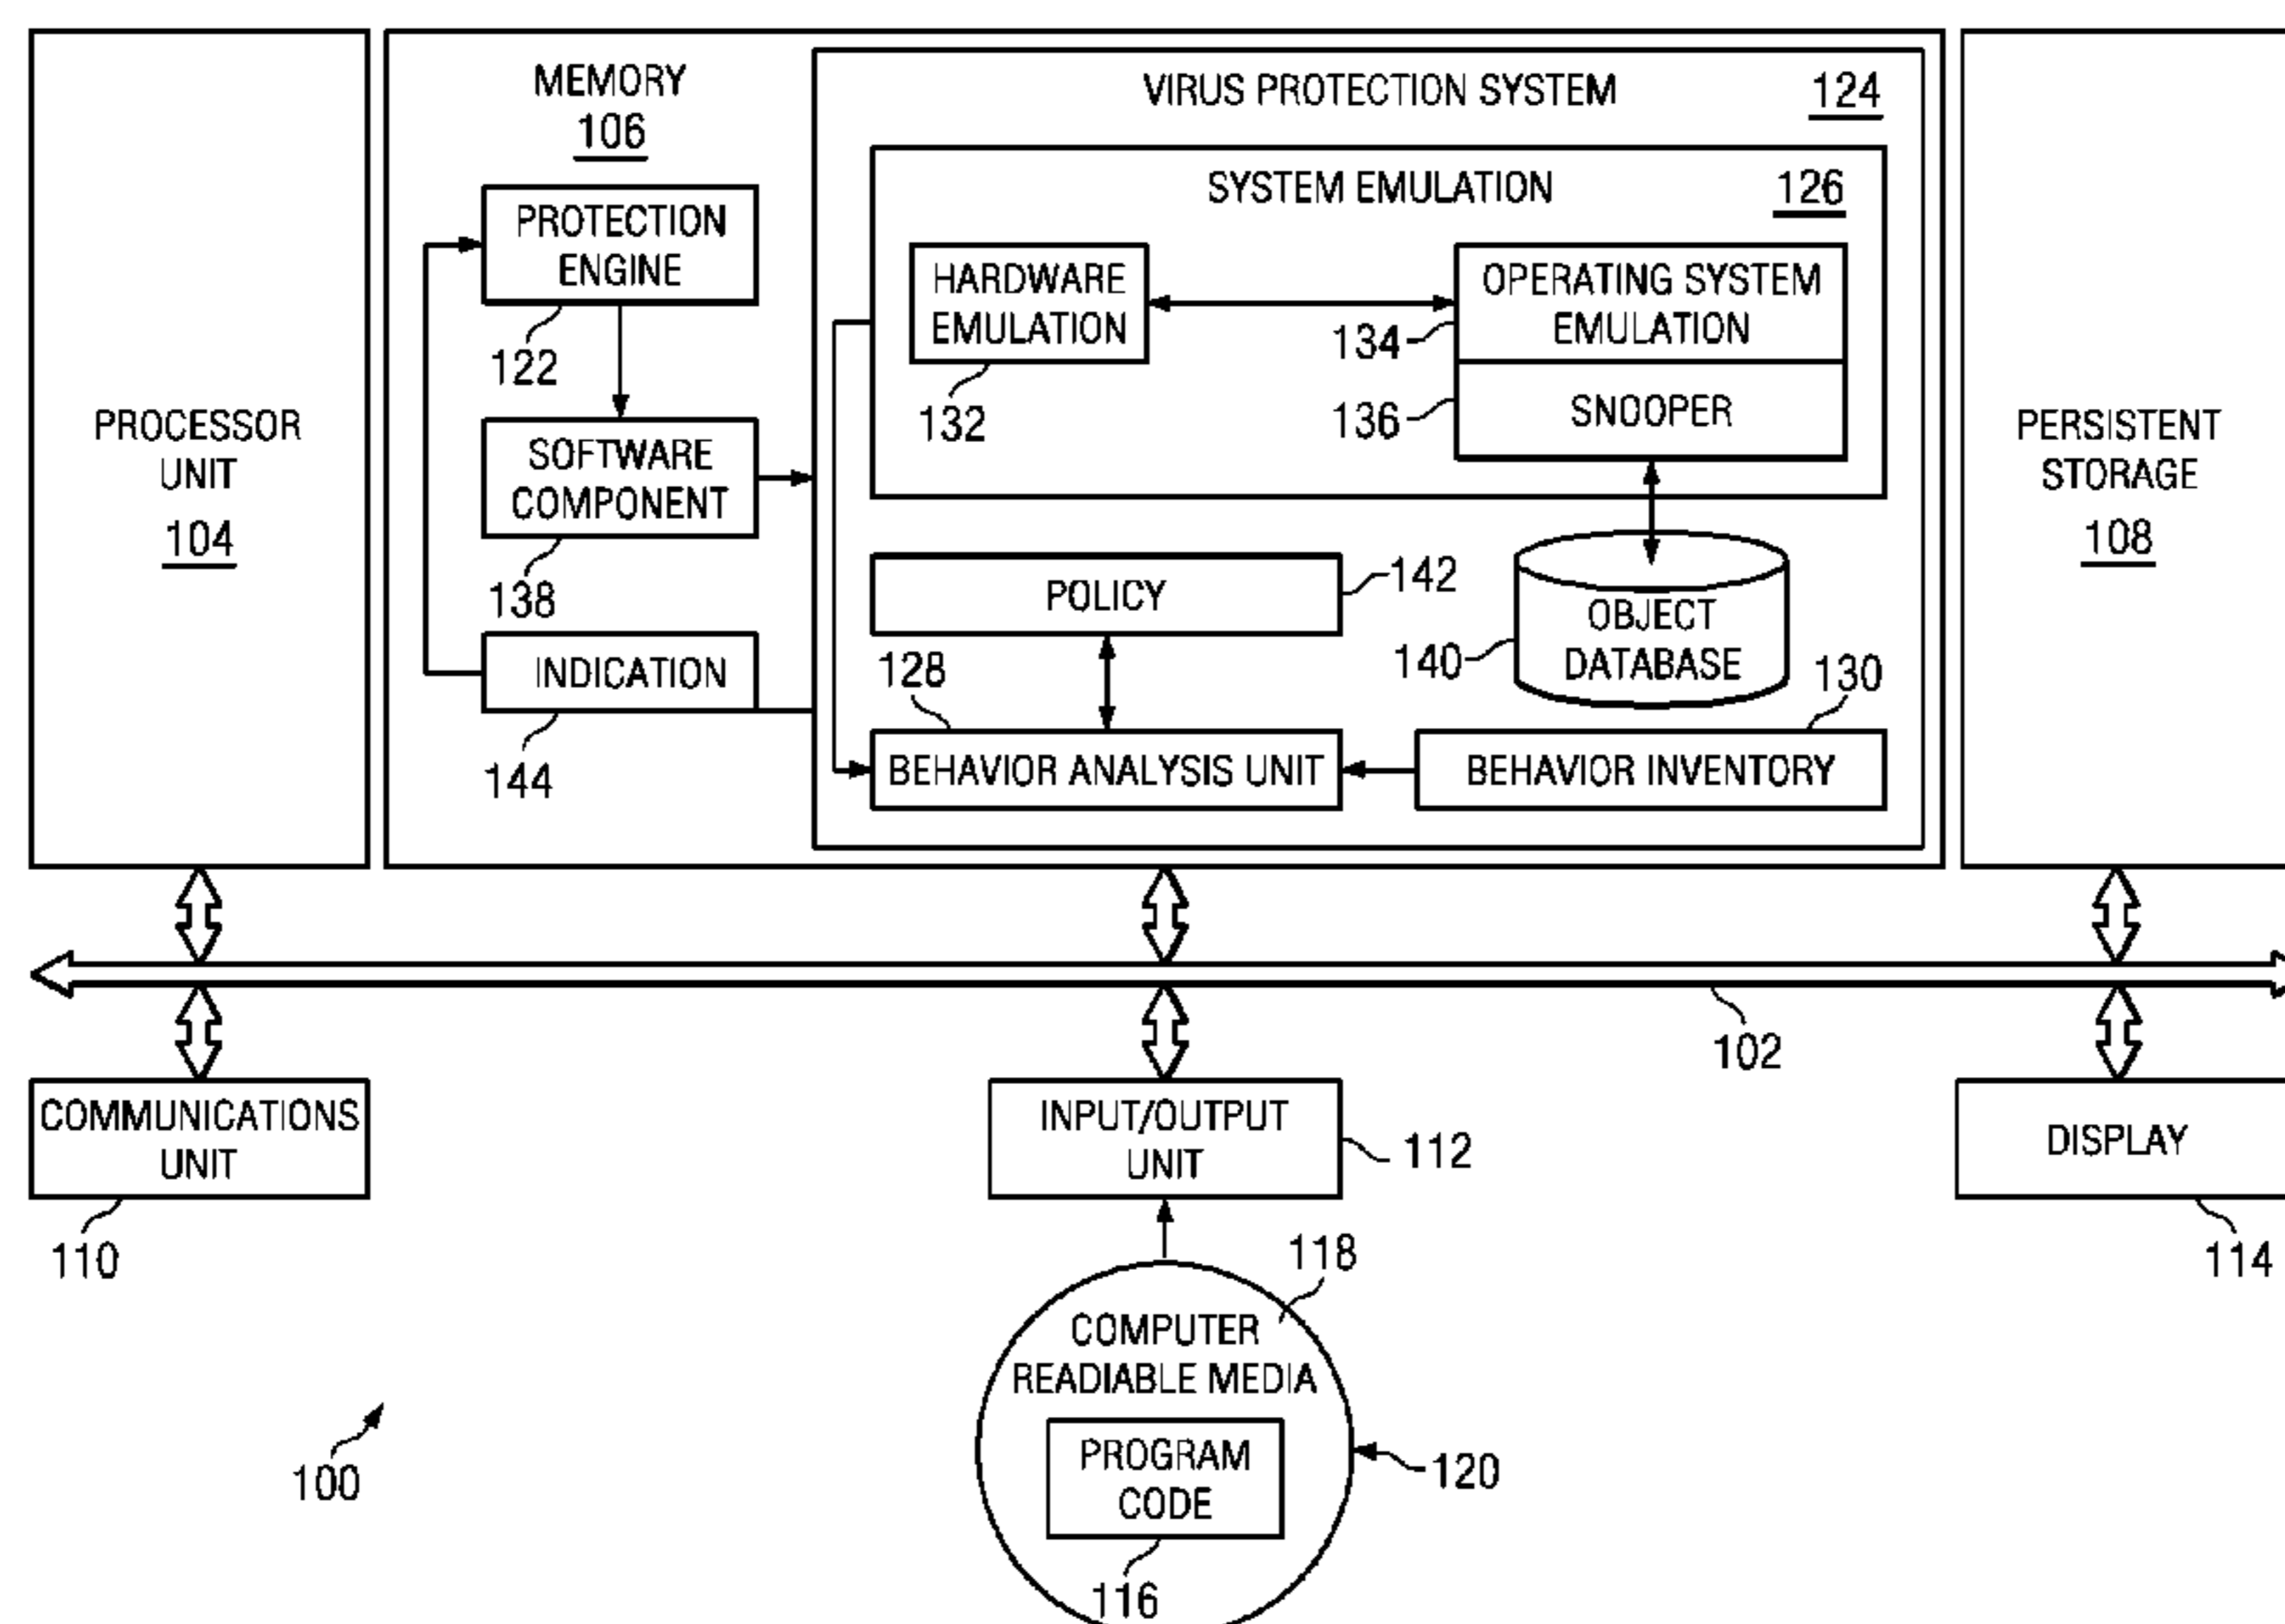 PROCESSOR
UNIT
104
MEMORY
106
PROTECTION
ENGINE
122
SOFTWARE
COMPONENT
138
INDICATION
144
VIRUS PROTECTION SYSTEM
124
SYSTEM EMULATION
126
HARDWARE
EMULATION
132
OPERATING SYSTEM
EMULATION
134
SNOOPER
136
POLICY
142
OBJECT
DATABASE
140
128
BEHAVIOR ANALYSIS UNIT
130
BEHAVIOR INVENTORY
PERSISTENT
STORAGE
108
102
COMMUNICATIONS
UNIT
110
INPUT/OUTPUT
UNIT
112
DISPLAY
114
118
COMPUTER
READIABLE MEDIA
PROGRAM
CODE
116
120
100